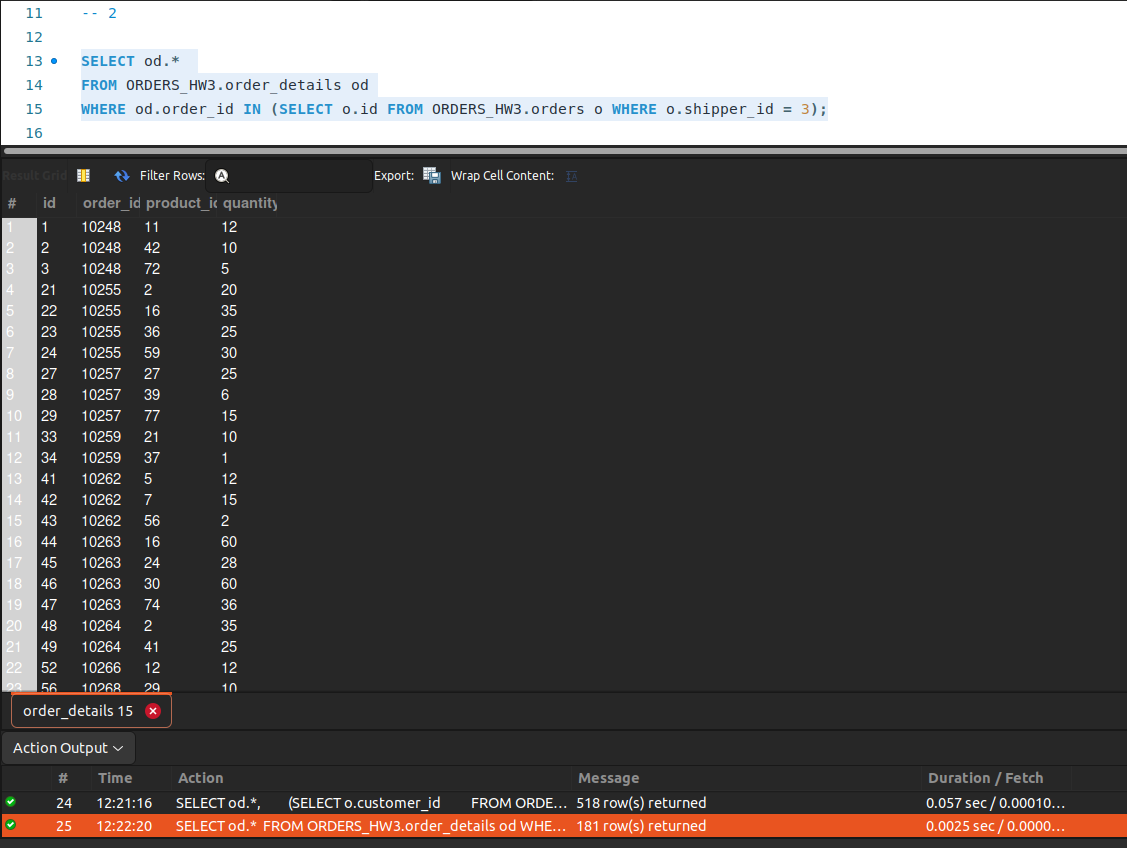 11 -- 2
12
13 SELECT od.*
14 FROM ORDERS_HW3.order_details od
15 WHERE od.order_id IN (SELECT o.id FROM ORDERS_HW3.orders o WHERE o.shipper_id = 3);
16
Result Grid Filter Rows: Export: Wrap Cell Content:
# id order_id product_id quantity
1 1 10248 11 12
2 2 10248 42 10
3 3 10248 72 5
4 21 10255 2 20
5 22 10255 16 35
6 23 10255 36 25
7 24 10255 59 30
8 27 10257 27 25
9 28 10257 39 6
10 29 10257 77 15
11 33 10259 21 10
12 34 10259 37 1
13 41 10262 5 12
14 42 10262 7 15
15 43 10262 56 2
16 44 10263 16 60
17 45 10263 24 28
18 46 10263 30 60
19 47 10263 74 36
20 48 10264 2 35
21 49 10264 41 25
22 52 10266 12 12
23 56 10268 29 10
order_details 15
Action Output
# Time Action Message Duration / Fetch
24 12:21:16 SELECT od.*, (SELECT o.customer_id FROM ORDE... 518 row(s) returned 0.057 sec / 0.00010...
25 12:22:20 SELECT od.* FROM ORDERS_HW3.order_details od WHE... 181 row(s) returned 0.0025 sec / 0.0000...